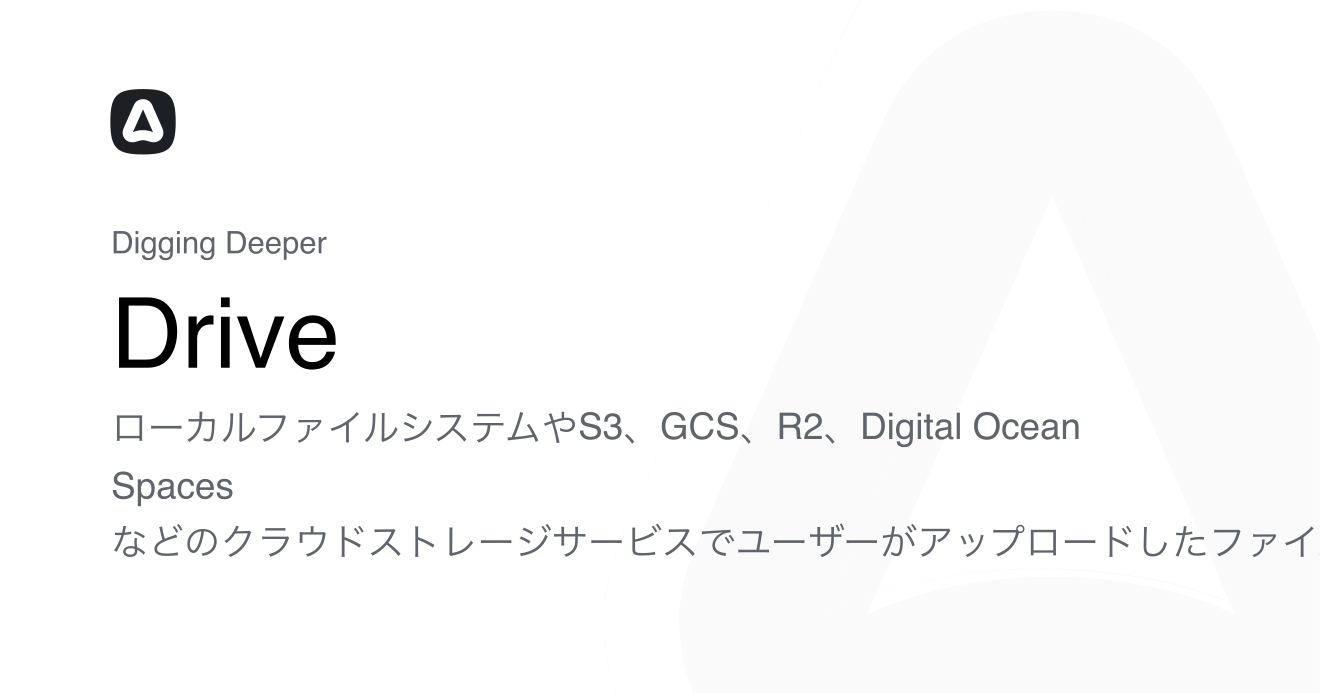 Digging Deeper
Drive
ローカルファイルシステムやS3、GCS、R2、Digital Ocean
Spaces
などのクラウドストレージサービスでユーザーがアップロードしたファイ